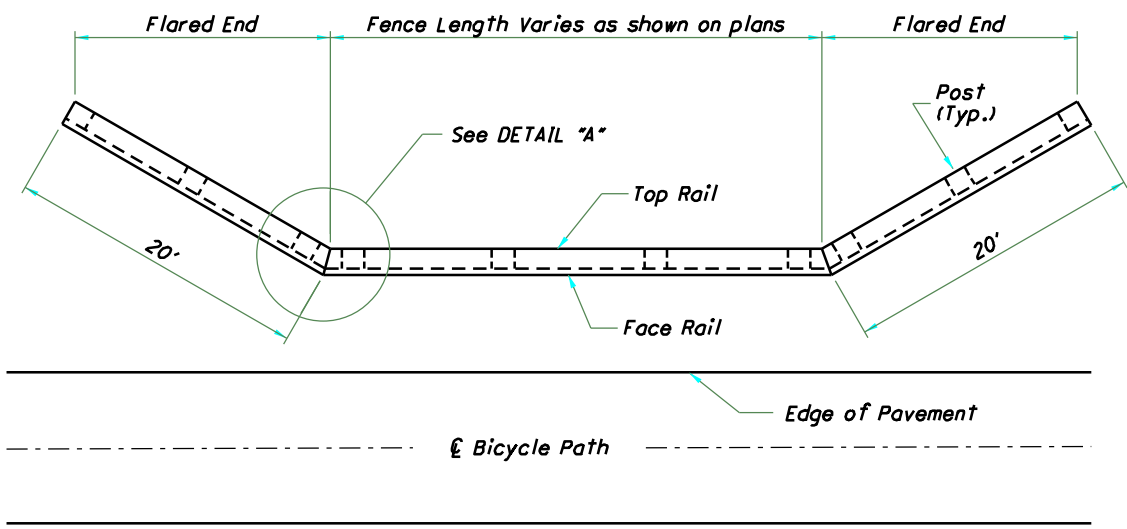 Flared End
Fence Length Varies as shown on plans
Flared End
Post
(Typ.)
See DETAIL "A"
Top Rail
20'
20'
Face Rail
Edge of Pavement
℄ Bicycle Path